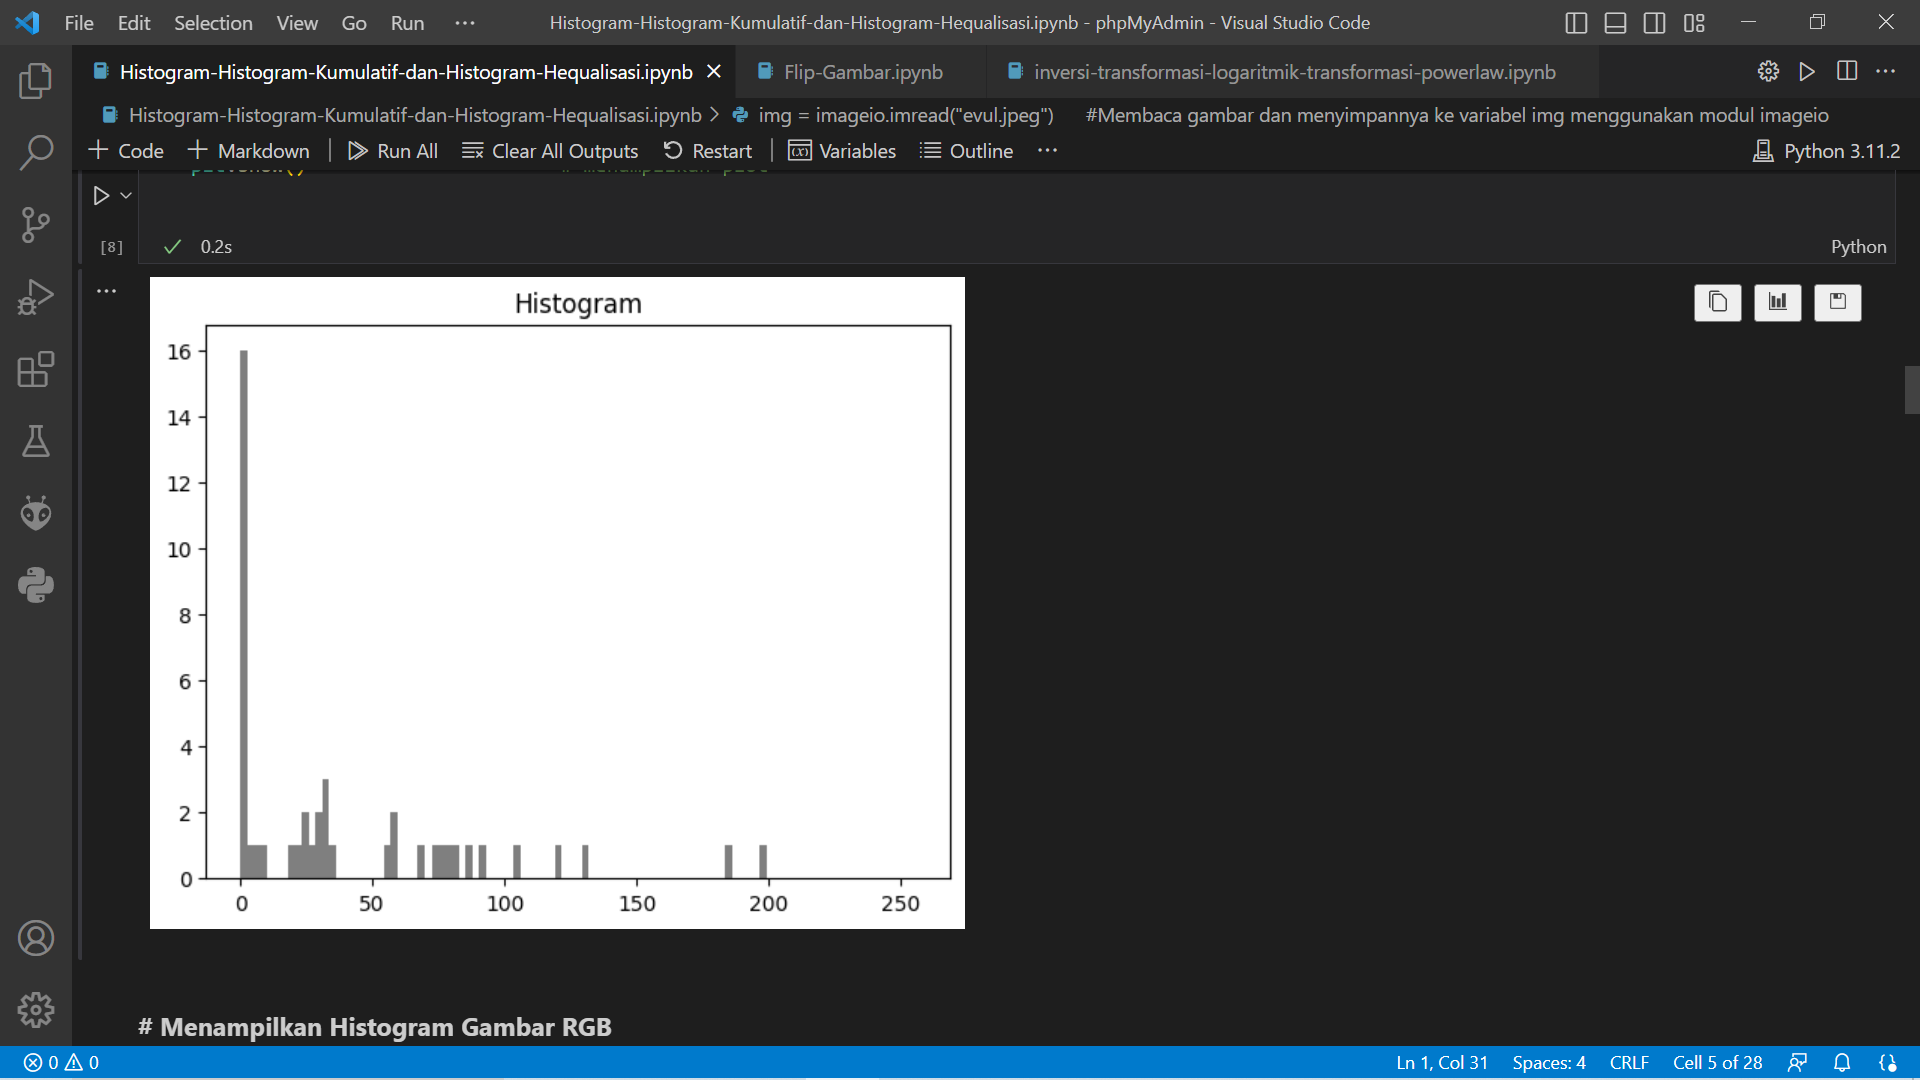 File Edit Selection View Go Run ··· Histogram-Histogram-Kumulatif-dan-Histogram-Hequalisasi.ipynb - phpMyAdmin - Visual Studio Code
Histogram-Histogram-Kumulatif-dan-Histogram-Hequalisasi.ipynb Flip-Gambar.ipynb inversi-transformasi-logaritmik-transformasi-powerlaw.ipynb
Histogram-Histogram-Kumulatif-dan-Histogram-Hequalisasi.ipynb > img = imageio.imread("evul.jpeg") #Membaca gambar dan menyimpannya ke variabel img menggunakan modul imageio
+ Code + Markdown | Run All Clear All Outputs Restart | Variables Outline ··· Python 3.11.2
[8] 0.2s Python
Histogram
16
14
12
10
8
6
4
2
0
0 50 100 150 200 250
# Menampilkan Histogram Gambar RGB
0 0 Ln 1, Col 31 Spaces: 4 CRLF Cell 5 of 28